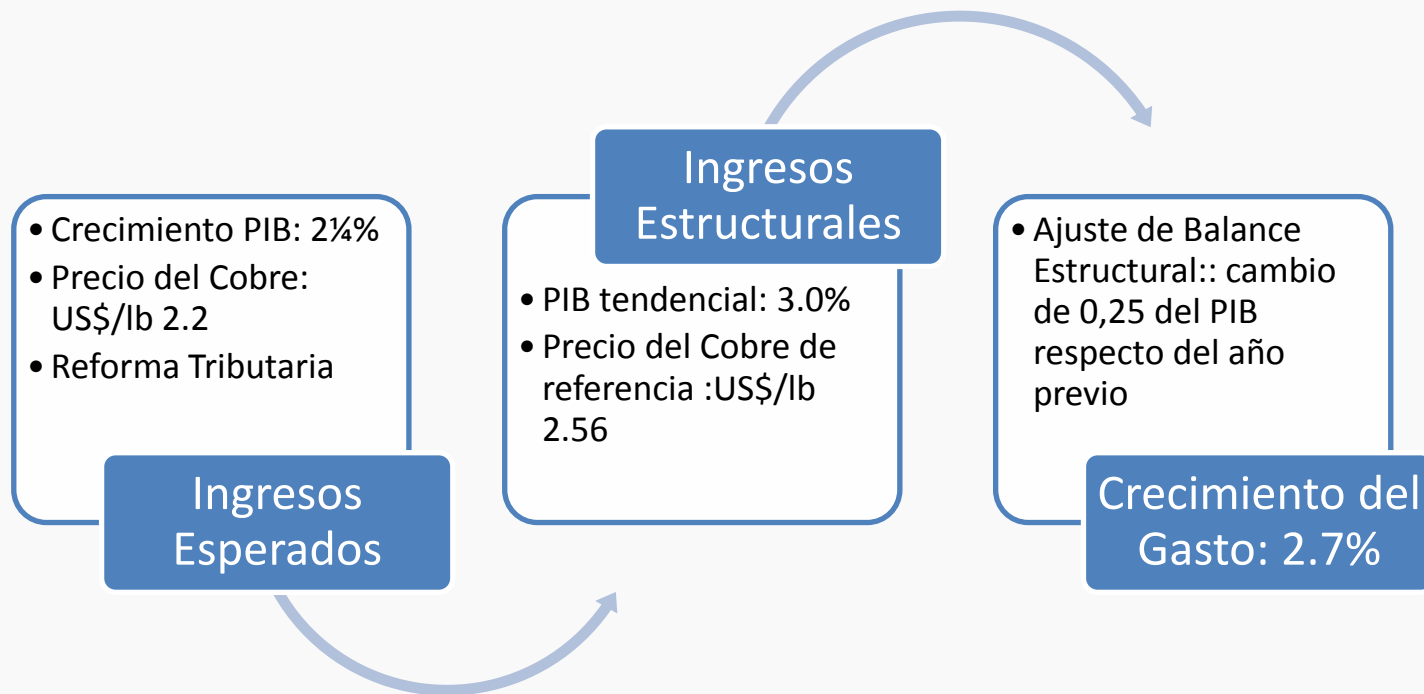 • Crecimiento PIB: 2¼%
• Precio del Cobre:
US$/lb 2.2
• Reforma Tributaria
Ingresos
Esperados
Ingresos
Estructurales
• PIB tendencial: 3.0%
• Precio del Cobre de
referencia :US$/lb
2.56
• Ajuste de Balance
Estructural:: cambio
de 0,25 del PIB
respecto del año
previo
Crecimiento del
Gasto: 2.7%